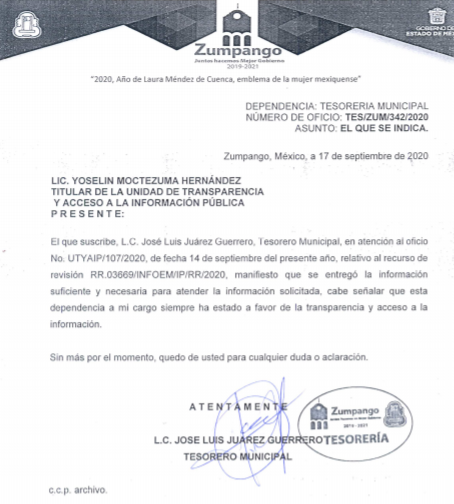 Zumpango
Juntos hacemos Mejor Gobierno
2019-2021
GOBIERNO DEL
ESTADO DE MÉX
"2020, Año de Laura Méndez de Cuenca, emblema de la mujer mexiquense"
DEPENDENCIA: TESORERIA MUNICIPAL
NÚMERO DE OFICIO: TES/ZUM/342/2020
ASUNTO: EL QUE SE INDICA.
Zumpango, México, a 17 de septiembre de 2020
LIC. YOSELIN MOCTEZUMA HERNÁNDEZ
TITULAR DE LA UNIDAD DE TRANSPARENCIA
Y ACCESO A LA INFORMACIÓN PÚBLICA
P R E S E N T E:
El que suscribe, L.C. José Luis Juárez Guerrero, Tesorero Municipal, en atención al oficio
No. UTYAIP/107/2020, de fecha 14 de septiembre del presente año, relativo al recurso de
revisión RR.03669/INFOEM/IP/RR/2020, manifiesto que se entregó la información
suficiente y necesaria para atender la información solicitada, cabe señalar que esta
dependencia a mi cargo siempre ha estado a favor de la transparencia y acceso a la
información.
Sin más por el momento, quedo de usted para cualquier duda o aclaración.
A T E N T A M E N T E
L.C. JOSE LUIS JUÁREZ GUERRERO
TESORERO MUNICIPAL
Zumpango
2019 - 2021
TESORERÍA
c.c.p. archivo.